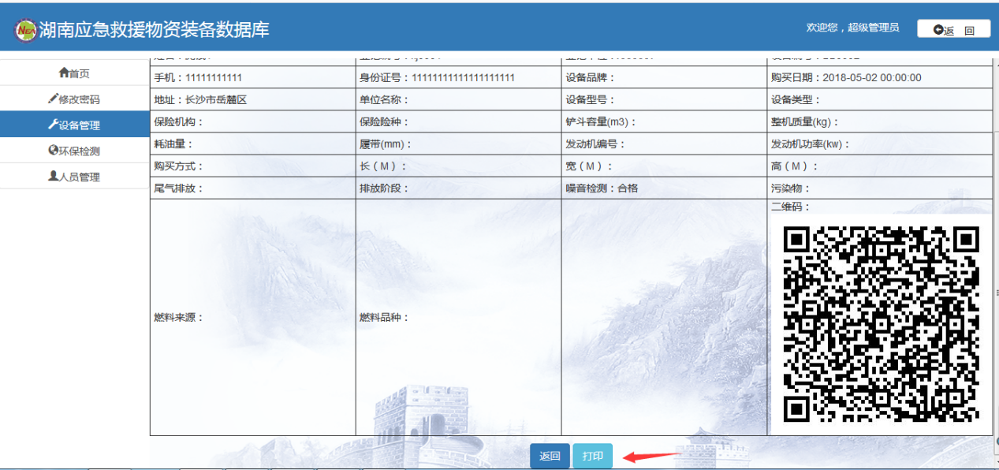 NEA 湖南应急救援物资装备数据库
欢迎您，超级管理员
返 回
首页
修改密码
设备管理
环保检测
人员管理
手机：11111111111 身份证号：111111111111111111 设备品牌： 购买日期：2018-05-02 00:00:00
地址：长沙市岳麓区 单位名称： 设备型号： 设备类型：
保险机构： 保险险种： 铲斗容量(m3)： 整机质量(kg)：
耗油量： 履带(mm)： 发动机编号： 发动机功率(kw)：
购买方式： 长（M）： 宽（M）： 高（M）：
尾气排放： 排放阶段： 噪音检测：合格 污染物：
燃料来源： 燃料品种： 二维码：
返回 打印